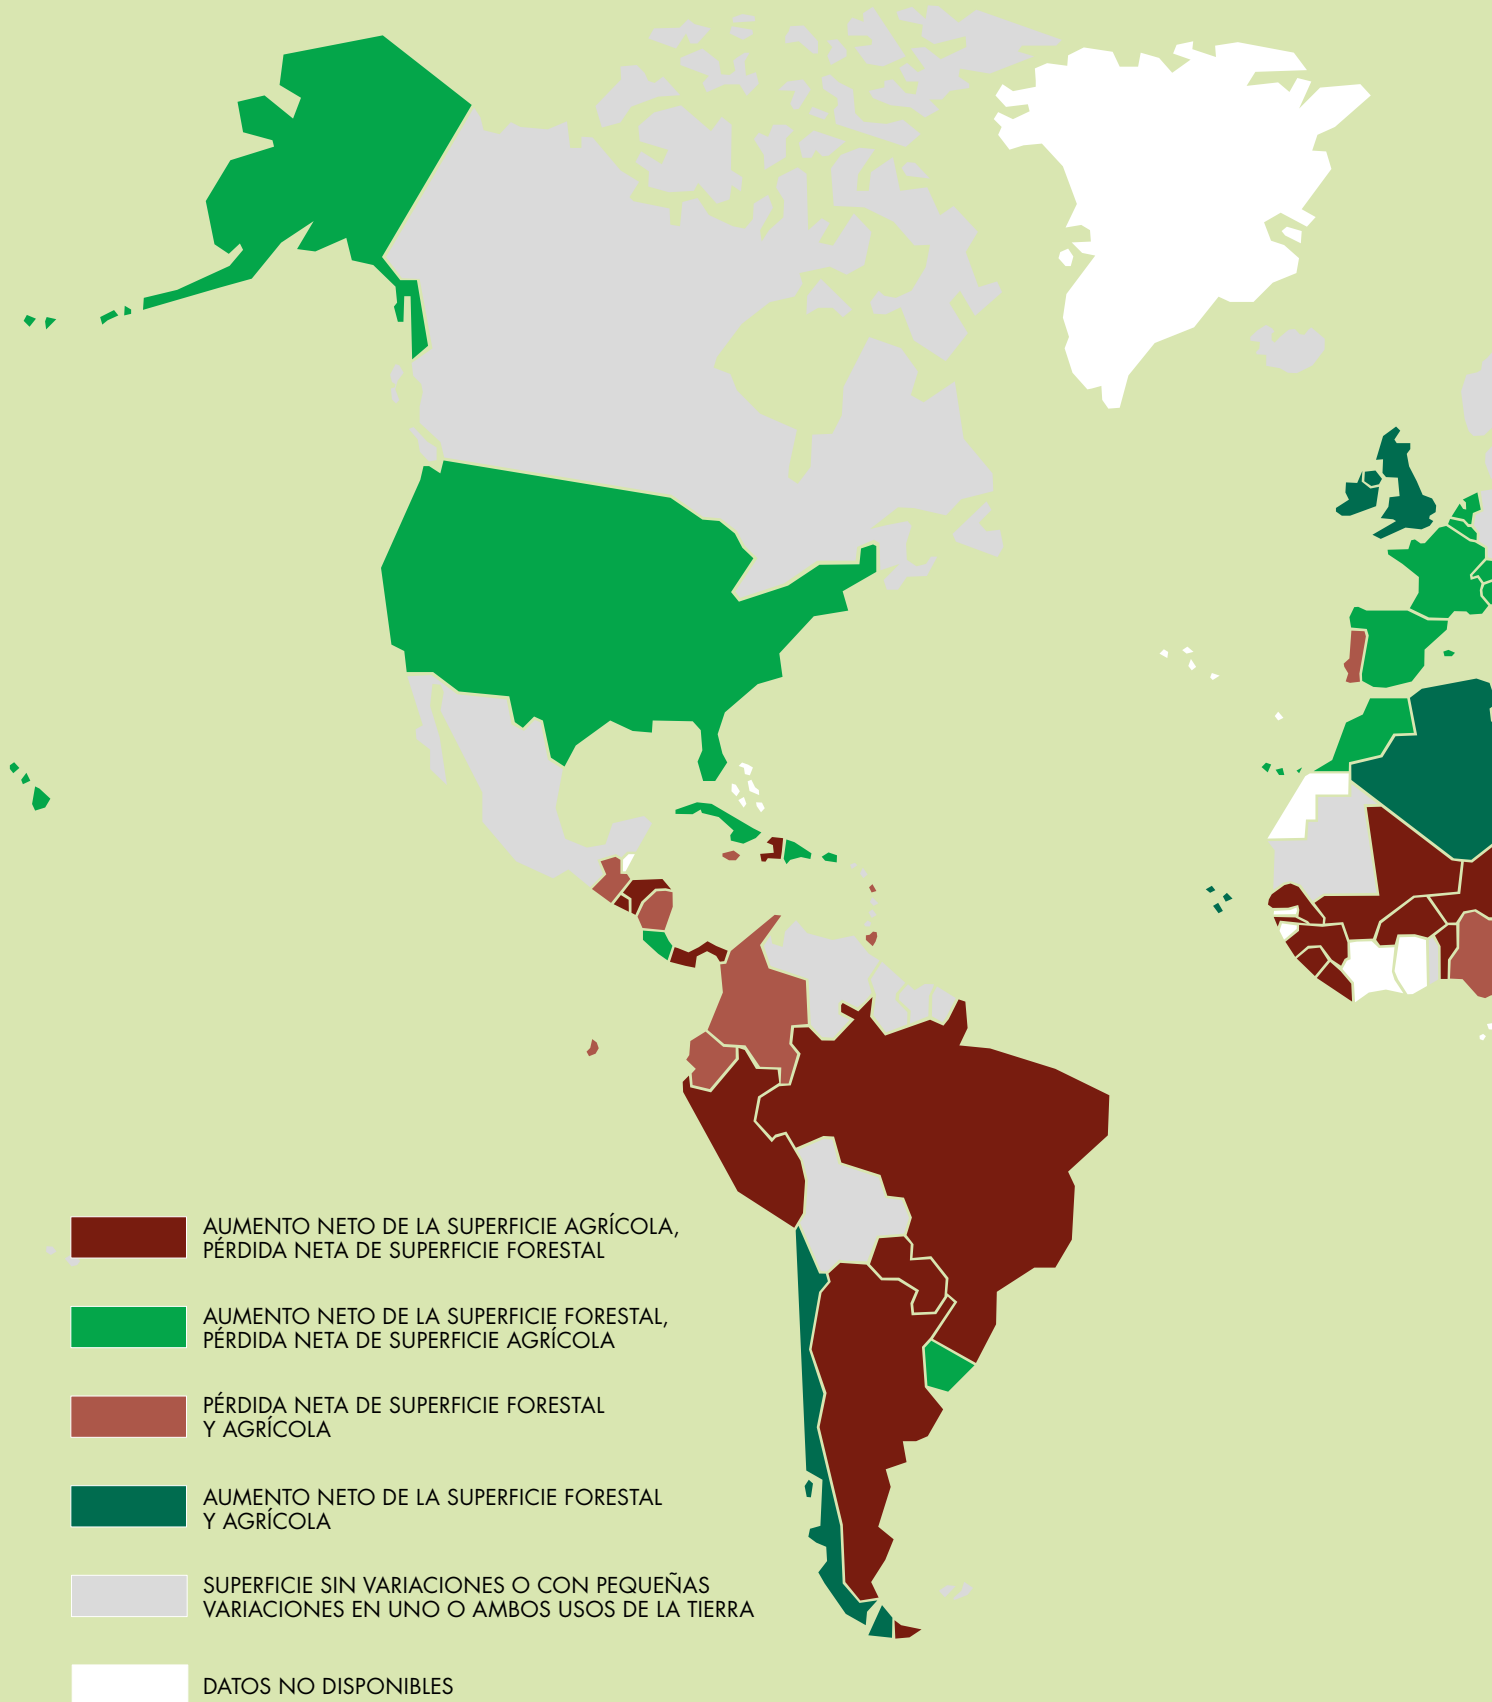 AUMENTO NETO DE LA SUPERFICIE AGRÍCOLA,
PÉRDIDA NETA DE SUPERFICIE FORESTAL
AUMENTO NETO DE LA SUPERFICIE FORESTAL,
PÉRDIDA NETA DE SUPERFICIE AGRÍCOLA
PÉRDIDA NETA DE SUPERFICIE FORESTAL
Y AGRÍCOLA
AUMENTO NETO DE LA SUPERFICIE FORESTAL
Y AGRÍCOLA
SUPERFICIE SIN VARIACIONES O CON PEQUEÑAS
VARIACIONES EN UNO O AMBOS USOS DE LA TIERRA
DATOS NO DISPONIBLES